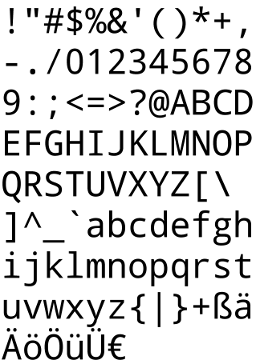 !"#$%&'()*+,
-./012345678
9:;<=>?@ABCD
EFGHIJKLMNOP
QRSTUVXYZ[\
]^_`abcdefgh
ijklmnopqrst
uvwxyz{|}+ßä
ÄöÖüÜ€